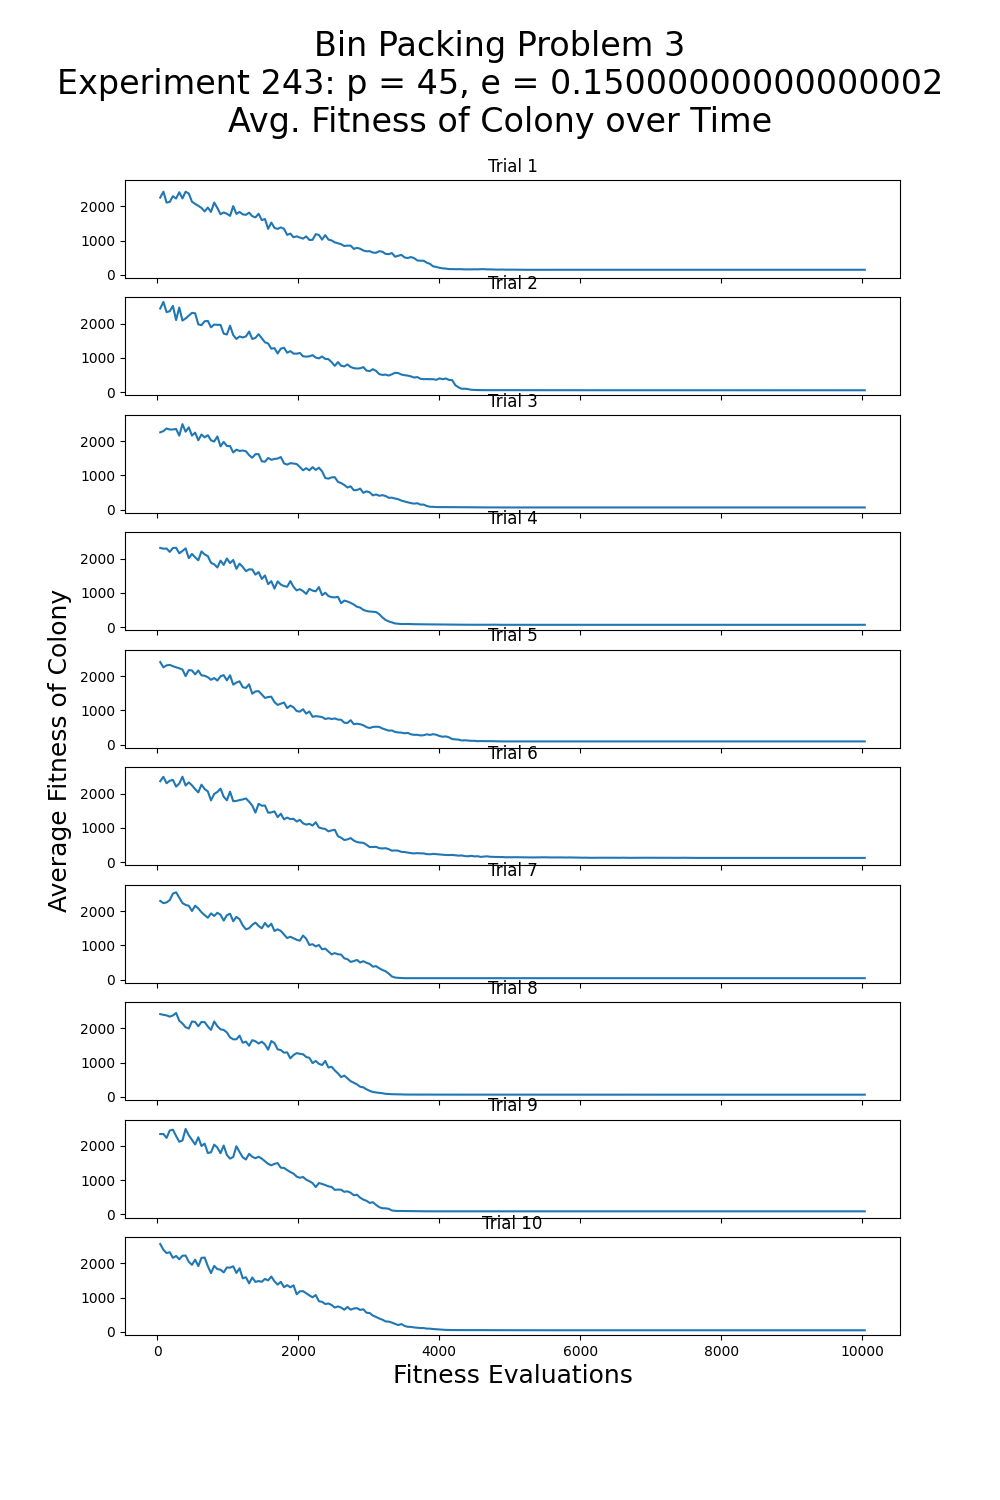 Bin Packing Problem 3
Experiment 243: p = 45, e = 0.15000000000000002
Avg. Fitness of Colony over Time
Trial 1
2000
1000
0
Trial 2
2000
1000
0
Trial 3
2000
1000
0
Trial 4
2000
1000
0
Trial 5
2000
1000
0
Trial 6
2000
1000
0
Trial 7
2000
1000
0
Trial 8
2000
1000
0
Trial 9
2000
1000
0
Trial 10
2000
1000
0
0 2000 4000 6000 8000 10000
Fitness Evaluations
Average Fitness of Colony